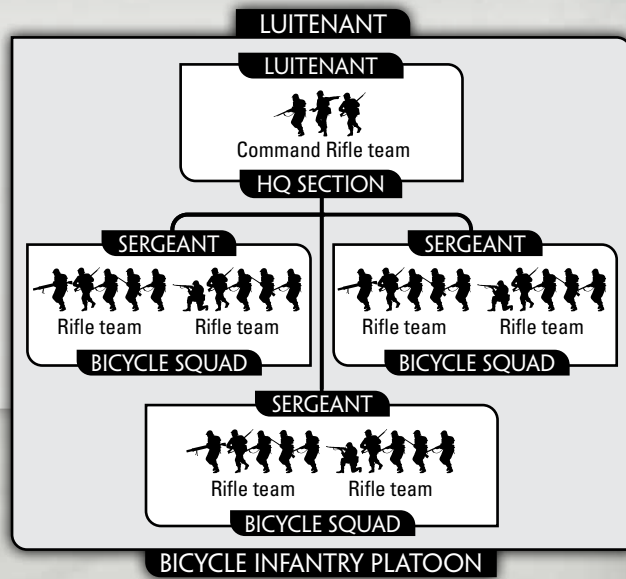 LUITENANT
LUITENANT
Command Rifle team
HQ SECTION
SERGEANT
Rifle team Rifle team
BICYCLE SQUAD
SERGEANT
Rifle team Rifle team
BICYCLE SQUAD
SERGEANT
Rifle team Rifle team
BICYCLE SQUAD
BICYCLE INFANTRY PLATOON